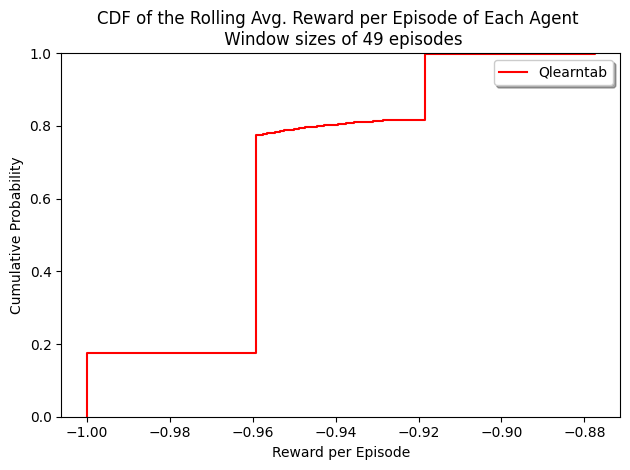 CDF of the Rolling Avg. Reward per Episode of Each Agent
Window sizes of 49 episodes
Qlearntab
Cumulative Probability
1.0
0.8
0.6
0.4
0.2
0.0
−1.00 −0.98 −0.96 −0.94 −0.92 −0.90 −0.88
Reward per Episode